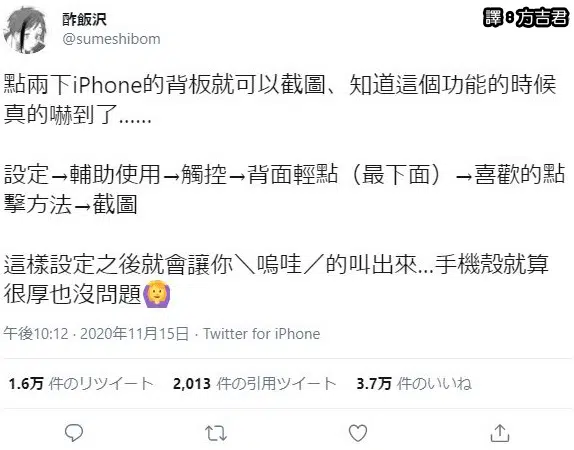 酢飯沢
譯:方吉君
@sumeshibom
點兩下iPhone的背板就可以截圖、知道這個功能的時候
真的嚇到了......
設定→輔助使用→觸控→背面輕點（最下面）→喜歡的點
擊方法→截圖
這樣設定之後就會讓你＼嗚哇／的叫出來...手機殼就算
很厚也沒問題🙆
午後10:12 · 2020年11月15日 · Twitter for iPhone
1.6万 件のリツイート 2,013 件の引用ツイート 3.7万 件のいいね